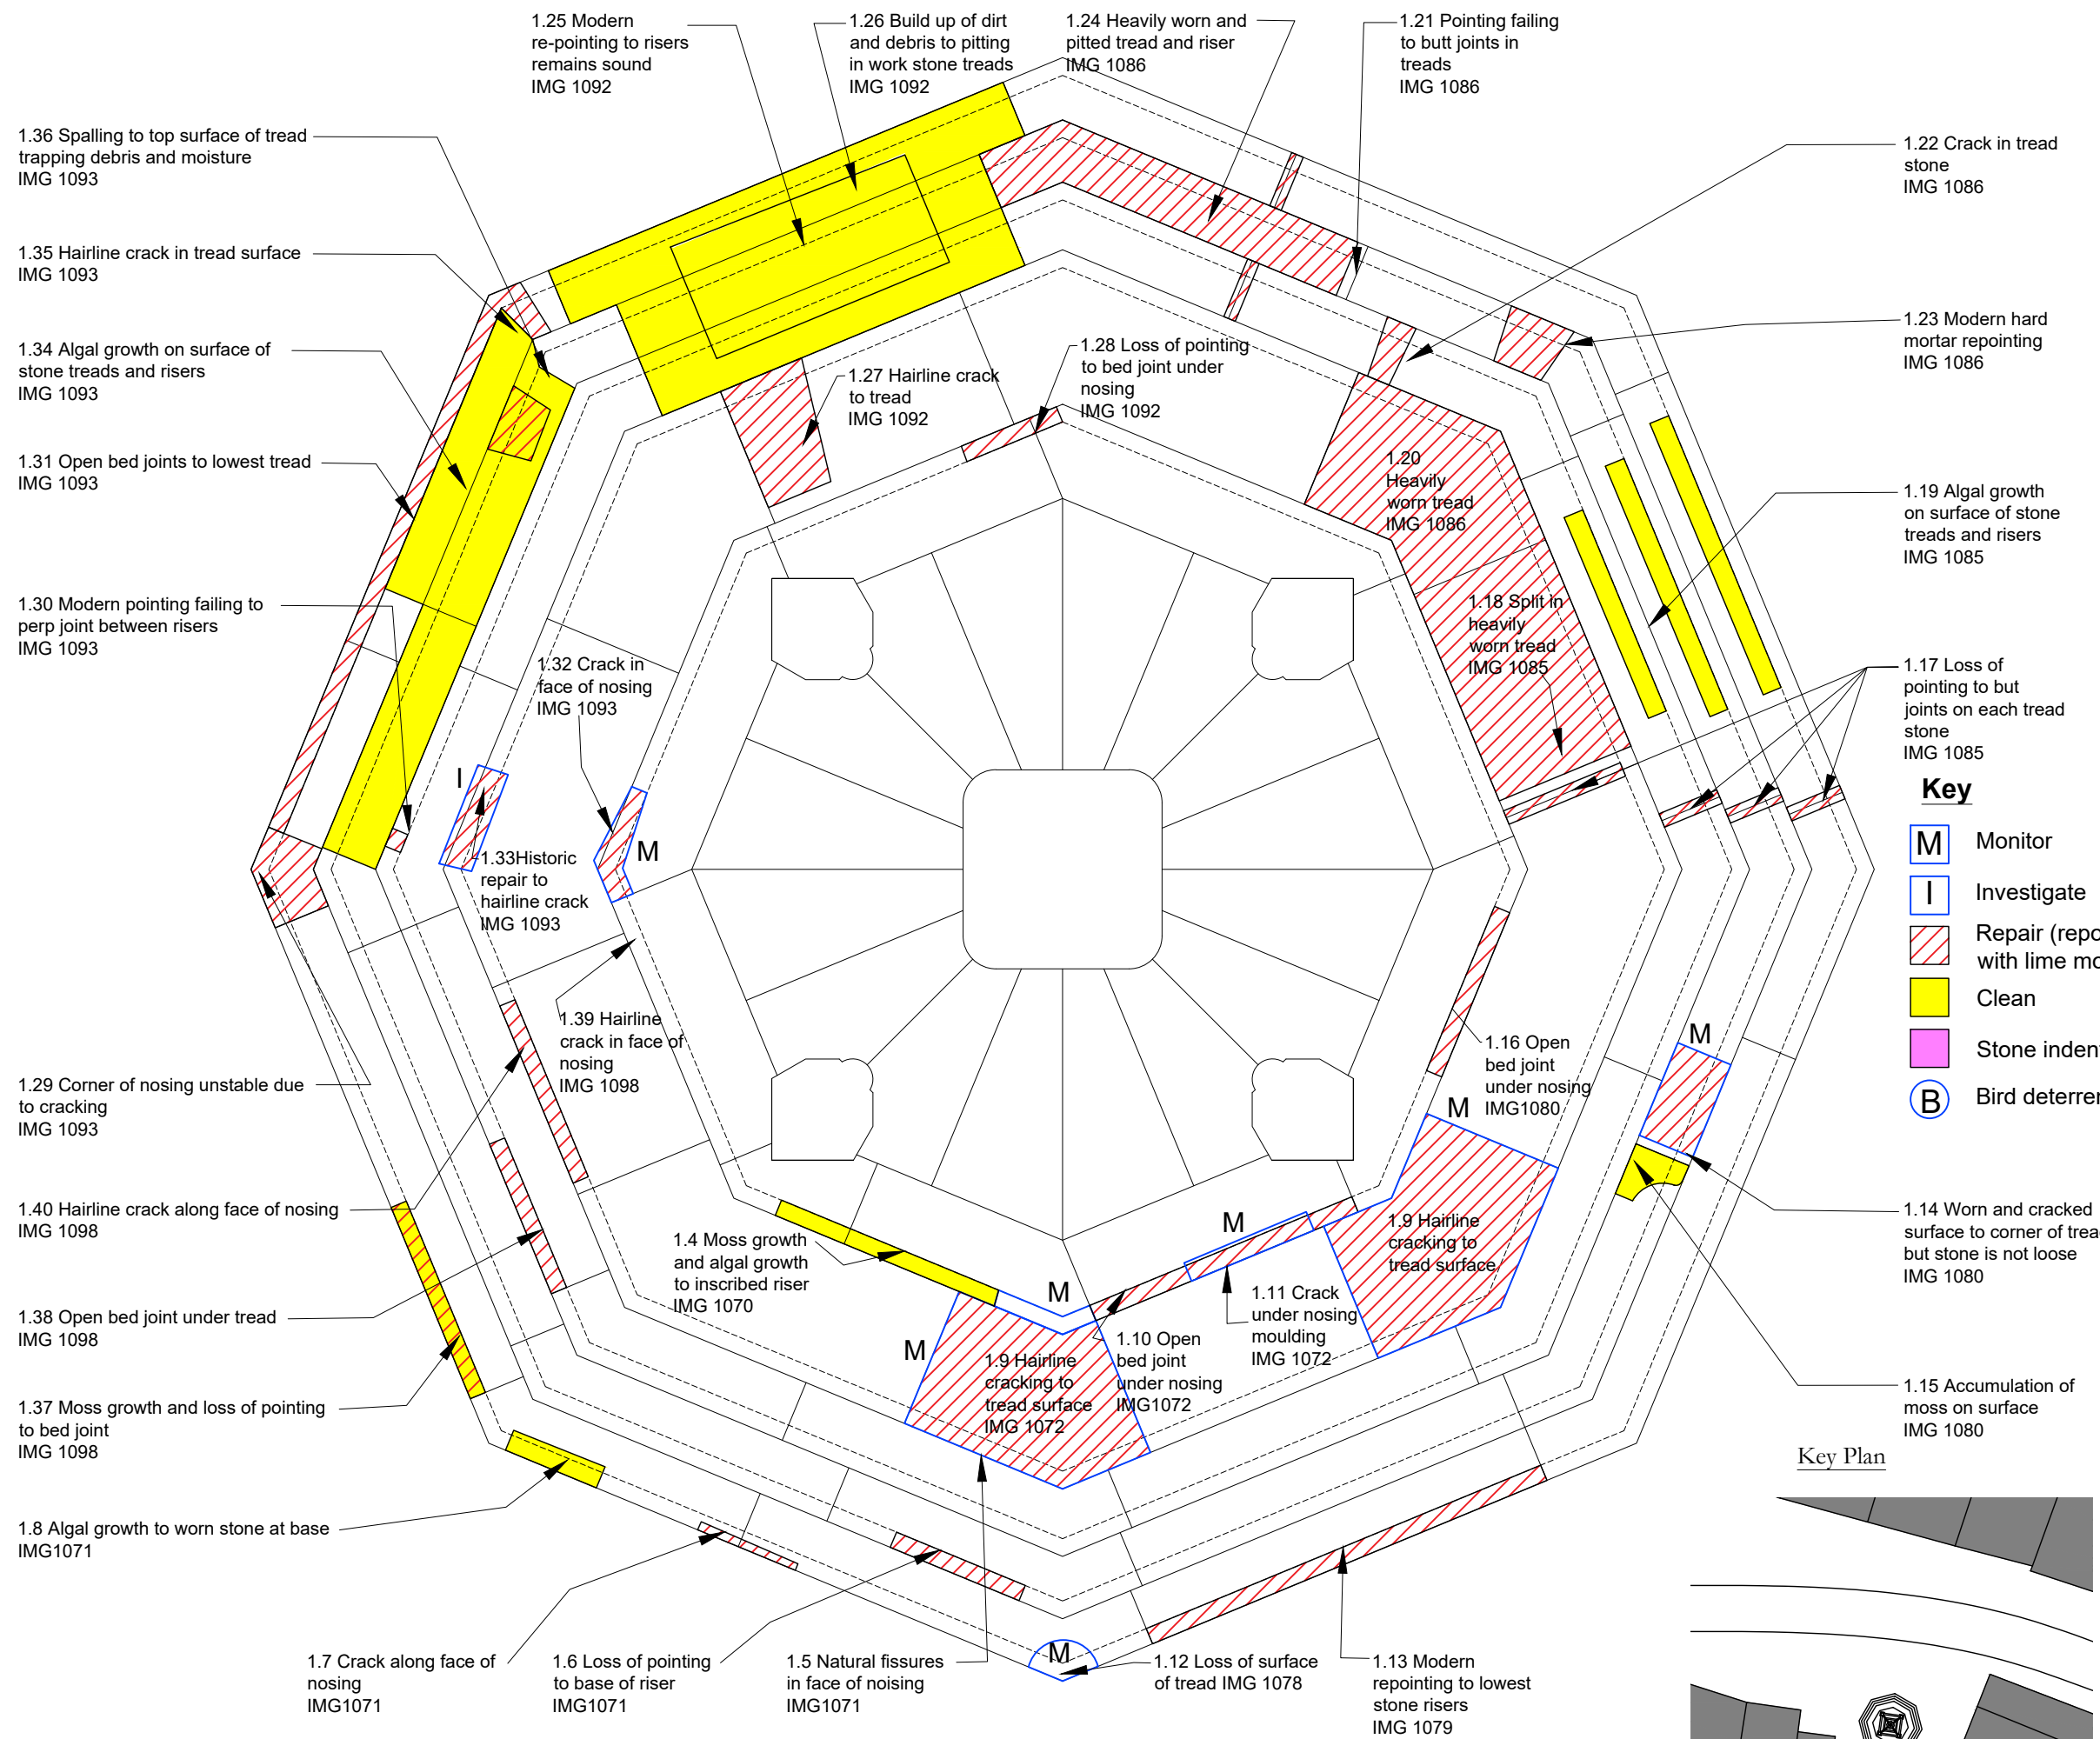 1.25 Modern
re-pointing to risers
remains sound
IMG 1092
1.26 Build up of dirt
and debris to pitting
in work stone treads
IMG 1092
1.24 Heavily worn and
pitted tread and riser
IMG 1086
1.21 Pointing failing
to butt joints in
treads
IMG 1086
1.36 Spalling to top surface of tread
trapping debris and moisture
IMG 1093
1.22 Crack in tread
stone
IMG 1086
1.35 Hairline crack in tread surface
IMG 1093
1.23 Modern hard
mortar repointing
IMG 1086
1.34 Algal growth on surface of
stone treads and risers
IMG 1093
1.28 Loss of pointing
to bed joint under
nosing
IMG 1092
1.27 Hairline crack
to tread
IMG 1092
1.31 Open bed joints to lowest tread
IMG 1093
1.20
Heavily
worn tread
IMG 1086
1.19 Algal growth
on surface of stone
treads and risers
IMG 1085
1.30 Modern pointing failing to
perp joint between risers
IMG 1093
1.18 Split in
heavily
worn tread
IMG 1085
1.32 Crack in
face of nosing
IMG 1093
1.17 Loss of
pointing to but
joints on each tread
stone
IMG 1085
I
M
1.33Historic
repair to
hairline crack
IMG 1093
Key
M Monitor
I Investigate
Repair (repo
with lime mo
Clean
Stone inden
B Bird deterre
1.39 Hairline
crack in face of
nosing
IMG 1098
1.16 Open
bed joint
under nosing
IMG1080
M
M
1.29 Corner of nosing unstable due
to cracking
IMG 1093
1.40 Hairline crack along face of nosing
IMG 1098
1.14 Worn and cracked
surface to corner of trea
but stone is not loose
IMG 1080
1.4 Moss growth
and algal growth
to inscribed riser
IMG 1070
M
1.9 Hairline
cracking to
tread surface
M
1.11 Crack
under nosing
moulding
IMG 1072
1.38 Open bed joint under tread
IMG 1098
M
1.9 Hairline
cracking to
tread surface
IMG 1072
1.10 Open
bed joint
under nosing
IMG1072
1.15 Accumulation of
moss on surface
IMG 1080
1.37 Moss growth and loss of pointing
to bed joint
IMG 1098
Key Plan
1.8 Algal growth to worn stone at base
IMG1071
M
1.7 Crack along face of
nosing
IMG1071
1.6 Loss of pointing
to base of riser
IMG1071
1.5 Natural fissures
in face of noising
IMG1071
1.12 Loss of surface
of tread IMG 1078
1.13 Modern
repointing to lowest
stone risers
IMG 1079